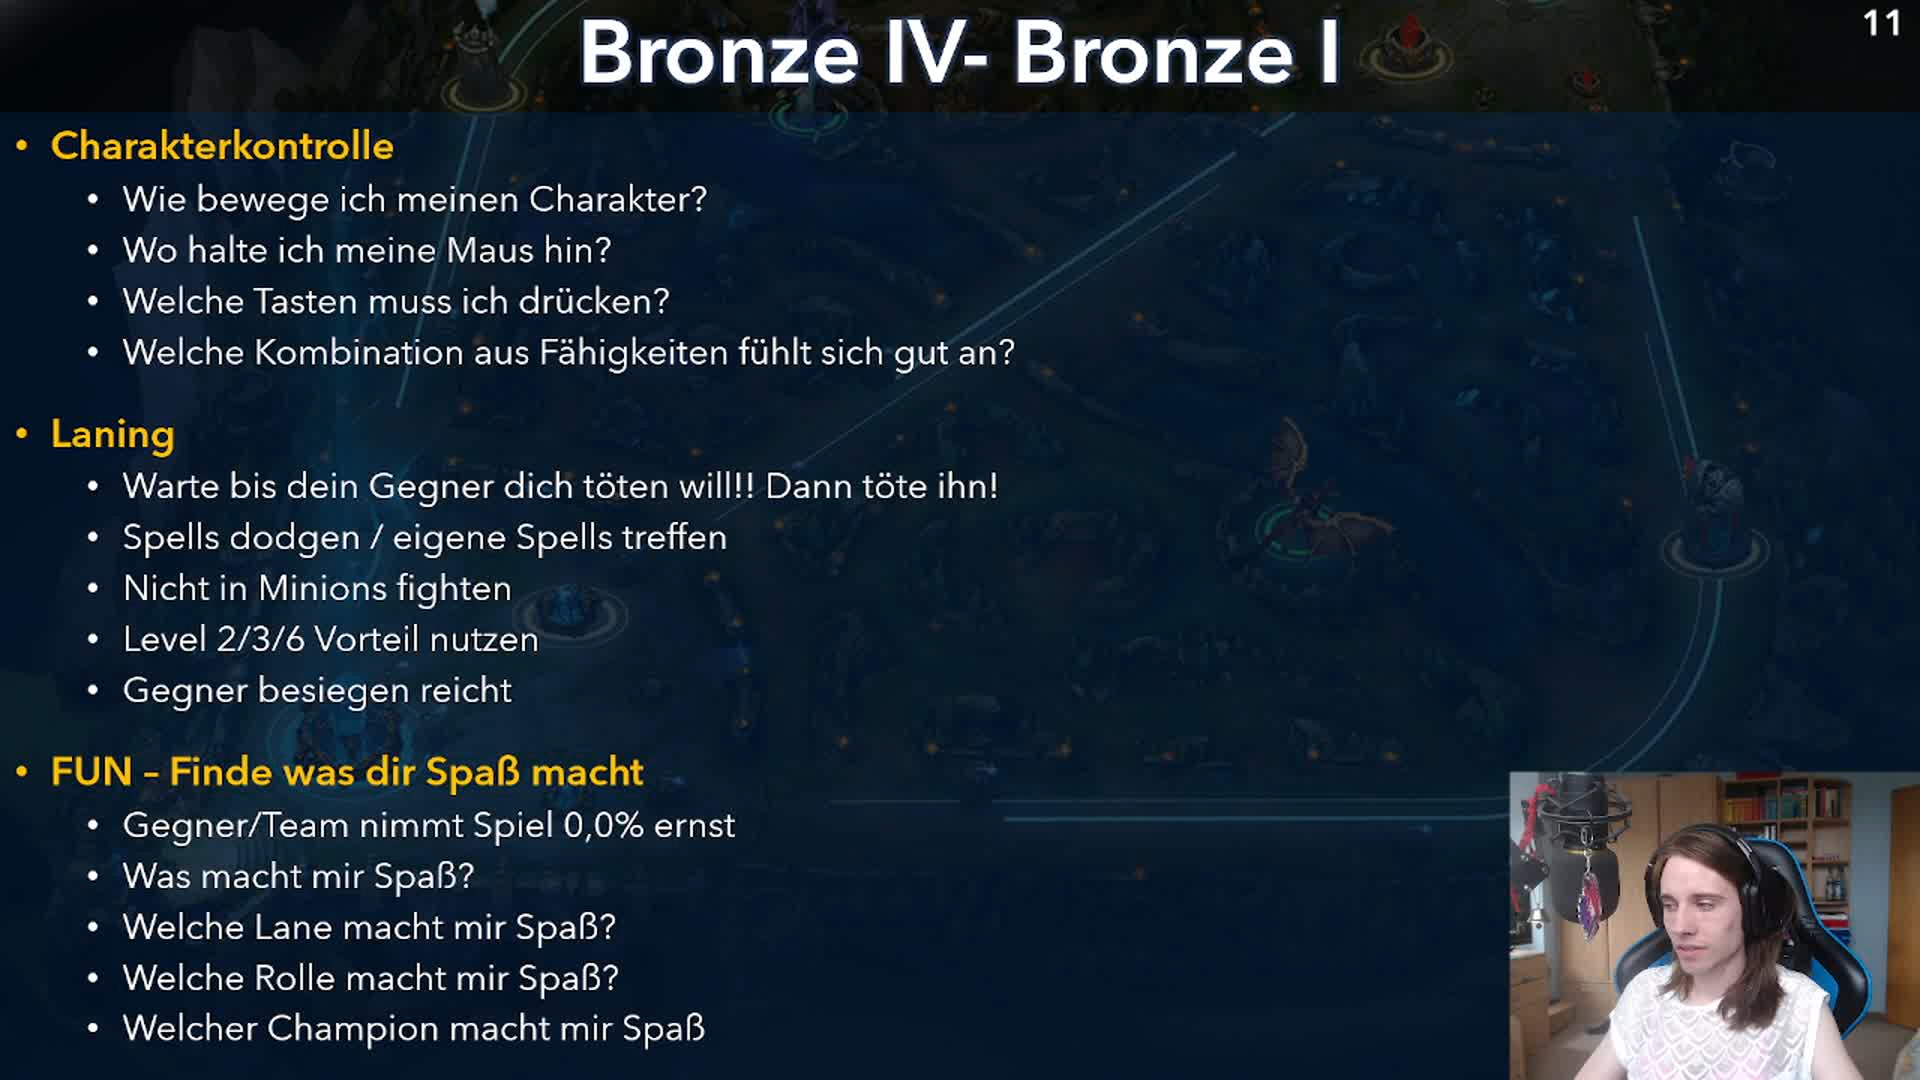 Bronze IV- Bronze I
11
• Charakterkontrolle
• Wie bewege ich meinen Charakter?
• Wo halte ich meine Maus hin?
• Welche Tasten muss ich drücken?
• Welche Kombination aus Fähigkeiten fühlt sich gut an?
• Laning
• Warte bis dein Gegner dich töten will!! Dann töte ihn!
• Spells dodgen / eigene Spells treffen
• Nicht in Minions fighten
• Level 2/3/6 Vorteil nutzen
• Gegner besiegen reicht
• FUN – Finde was dir Spaß macht
• Gegner/Team nimmt Spiel 0,0% ernst
• Was macht mir Spaß?
• Welche Lane macht mir Spaß?
• Welche Rolle macht mir Spaß?
• Welcher Champion macht mir Spaß